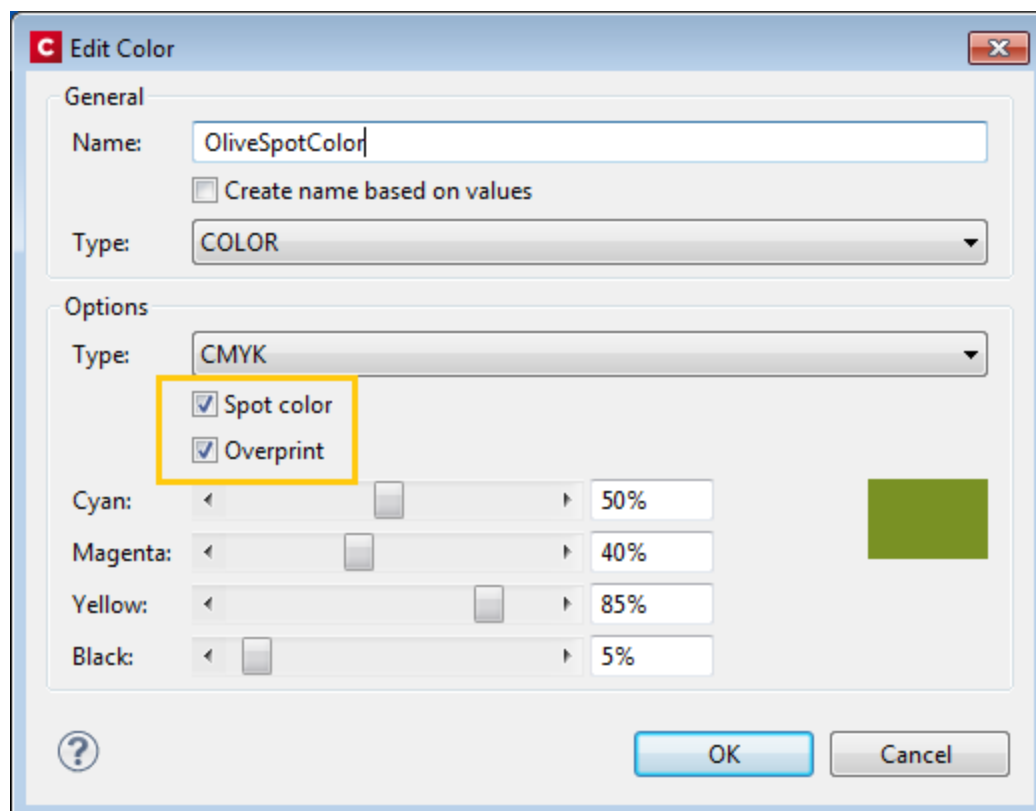 C Edit Color
General
Name: OliveSpotColor
Create name based on values
Type: COLOR
Options
Type: CMYK
Spot color
Overprint
Cyan: 50%
Magenta: 40%
Yellow: 85%
Black: 5%
? OK Cancel